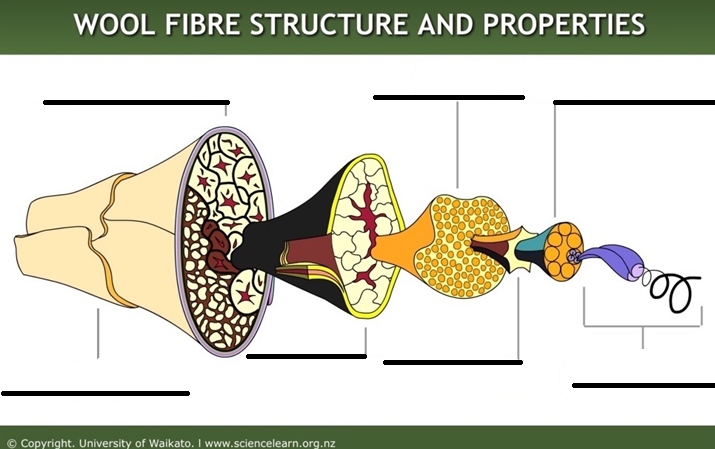 WOOL FIBRE STRUCTURE AND PROPERTIES
© Copyright. University of Waikato. l www.sciencelearn.org.nz